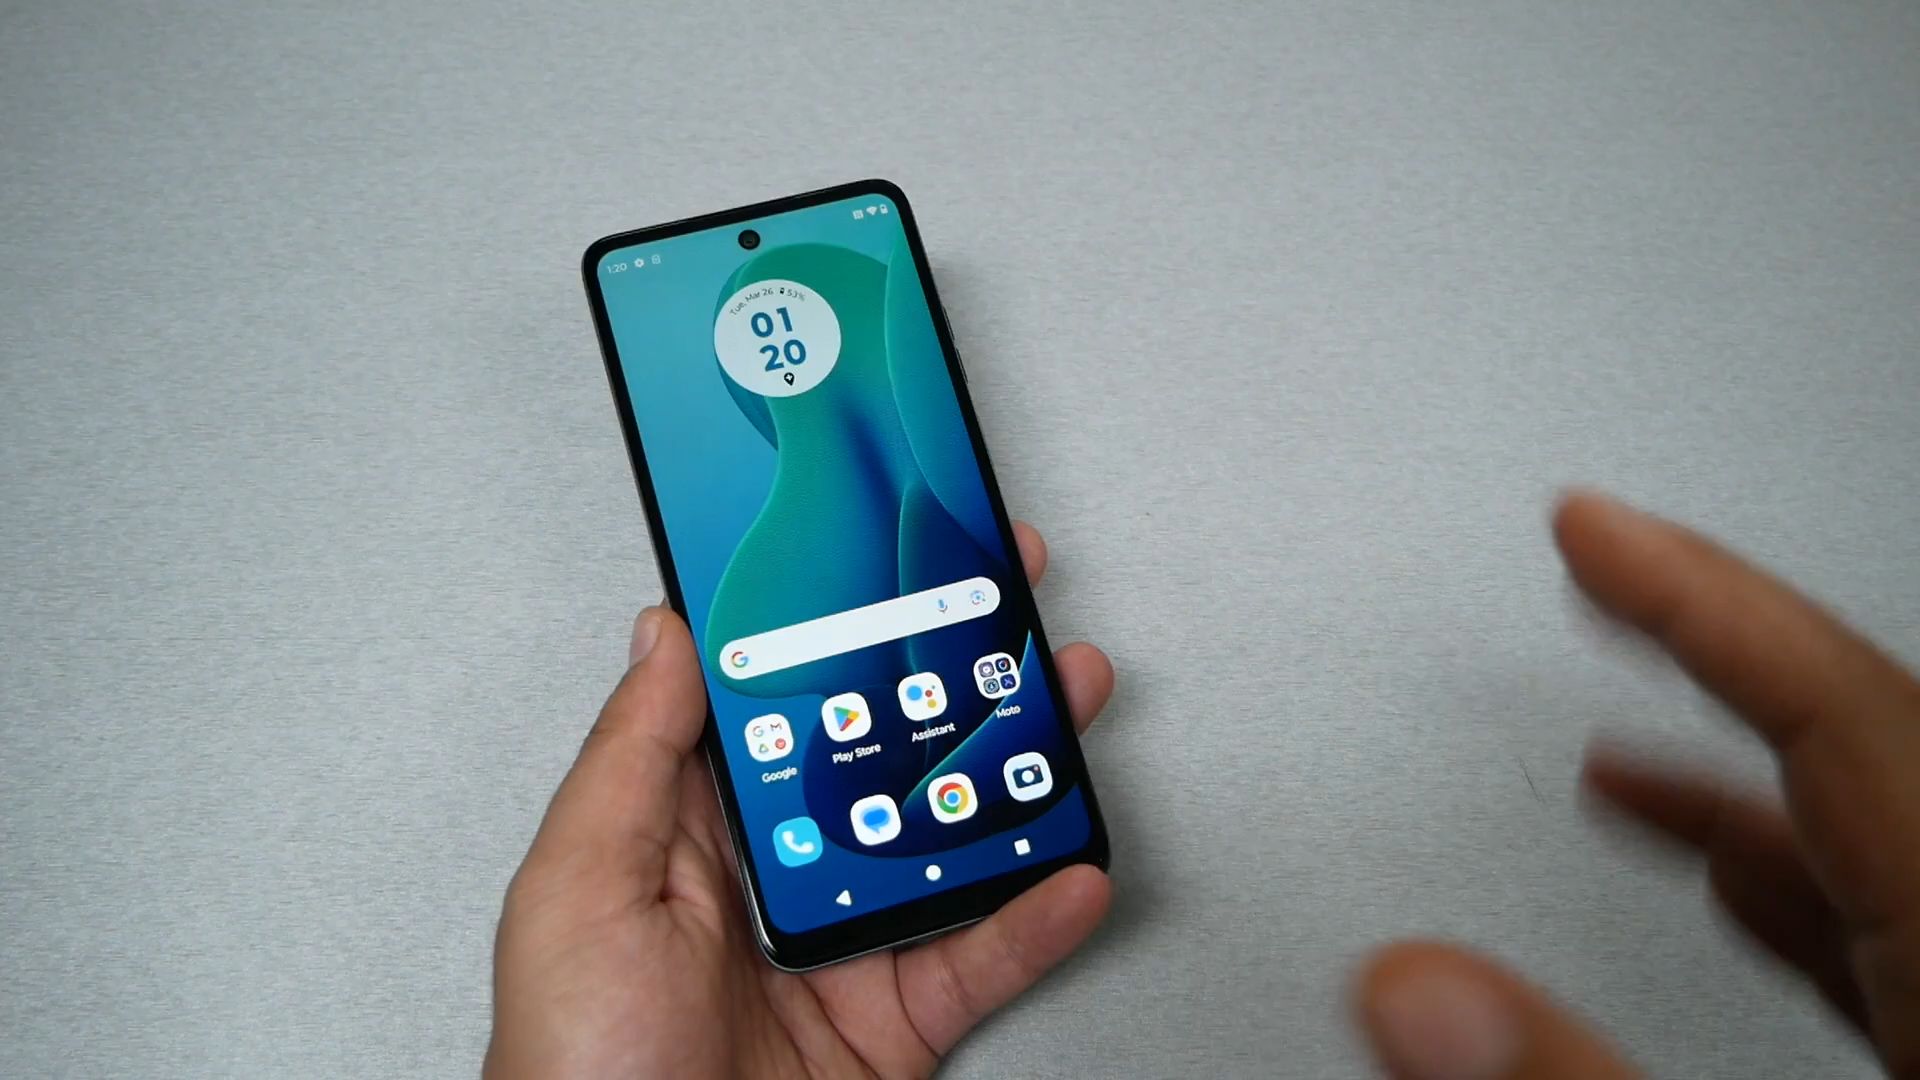 1:20
Tue, Mar 26 53%
01
20
G
G M
Google
Play Store
Assistant
Moto